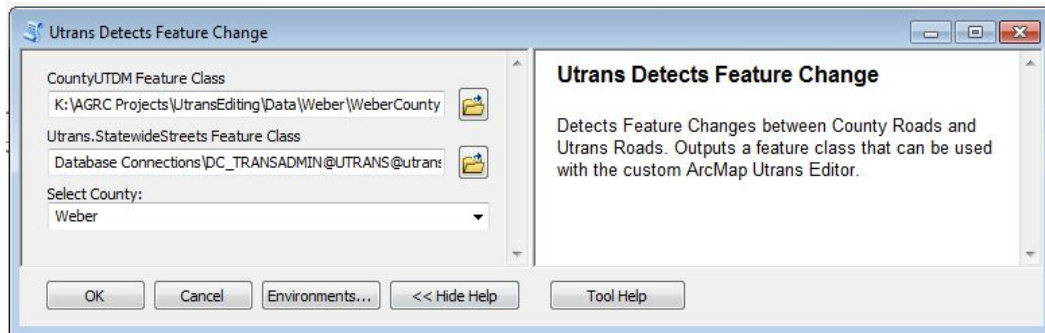 Utrans Detects Feature Change
CountyUTDM Feature Class
K:\AGRC Projects\UtransEditing\Data\Weber\WeberCounty
Utrans.StatewideStreets Feature Class
Database Connections\DC_TRANSADMIN@UTRANS@utrans
Select County:
Weber
OK
Cancel
Environments...
<< Hide Help
Utrans Detects Feature Change
Detects Feature Changes between County Roads and
Utrans Roads. Outputs a feature class that can be used
with the custom ArcMap Utrans Editor.
Tool Help